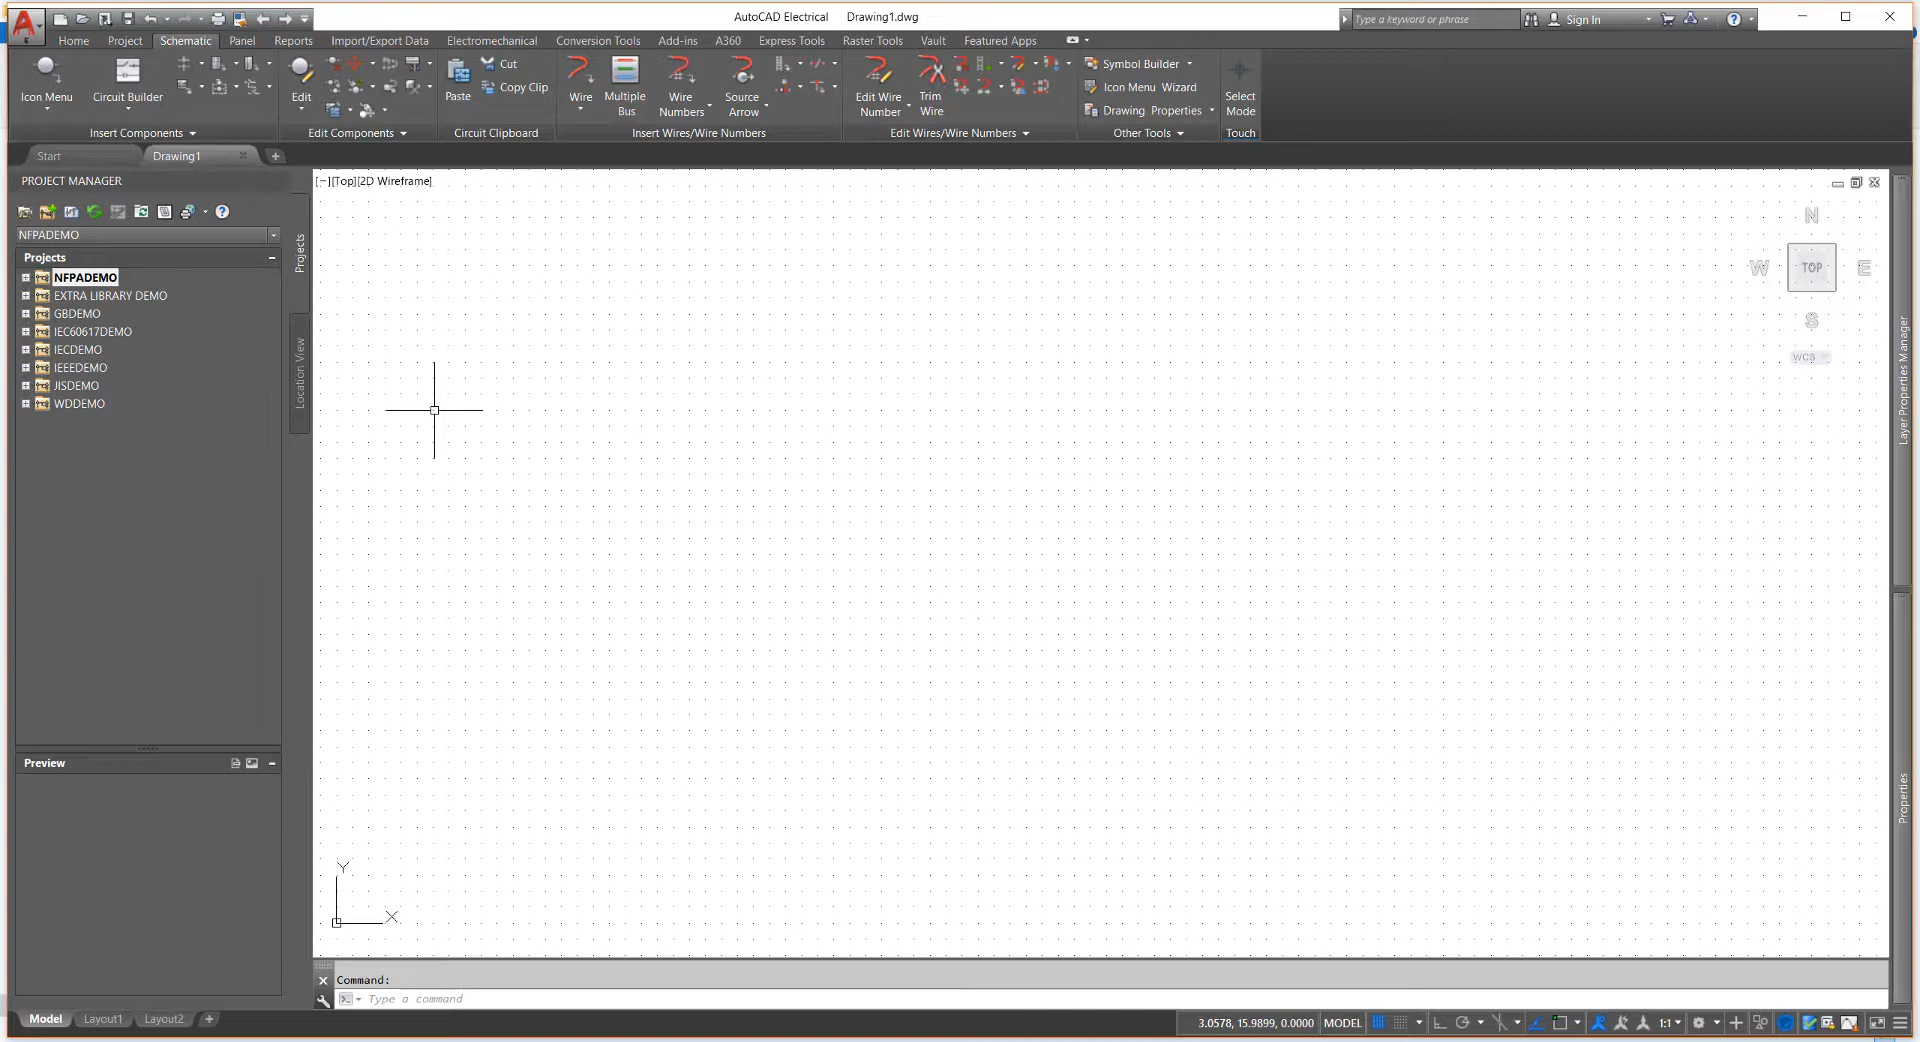 AutoCAD Electrical Drawing1.dwg
Type a keyword or phrase
Sign In
Home Project Schematic Panel Reports Import/Export Data Electromechanical Conversion Tools Add-ins A360 Express Tools Raster Tools Vault Featured Apps
Icon Menu
Circuit Builder
Insert Components
Edit
Edit Components
Paste
Cut
Copy Clip
Circuit Clipboard
Wire
Multiple
Bus
Wire
Numbers
Source
Arrow
Insert Wires/Wire Numbers
Edit Wire
Number
Trim
Wire
Edit Wires/Wire Numbers
Symbol Builder
Icon Menu Wizard
Drawing Properties
Other Tools
Select
Mode
Touch
Start Drawing1
PROJECT MANAGER
NFPADEMO
Projects
NFPADEMO
EXTRA LIBRARY DEMO
GBDEMO
IEC60617DEMO
IECDEMO
IEEEDEMO
JISDEMO
WDDEMO
Projects
Location View
Preview
[−][Top][2D Wireframe]
N
W TOP E
S
WCS
Layer Properties Manager
Properties
Y
X
Command:
Type a command
Model Layout1 Layout2
3.0578, 15.9899, 0.0000 MODEL 1:1